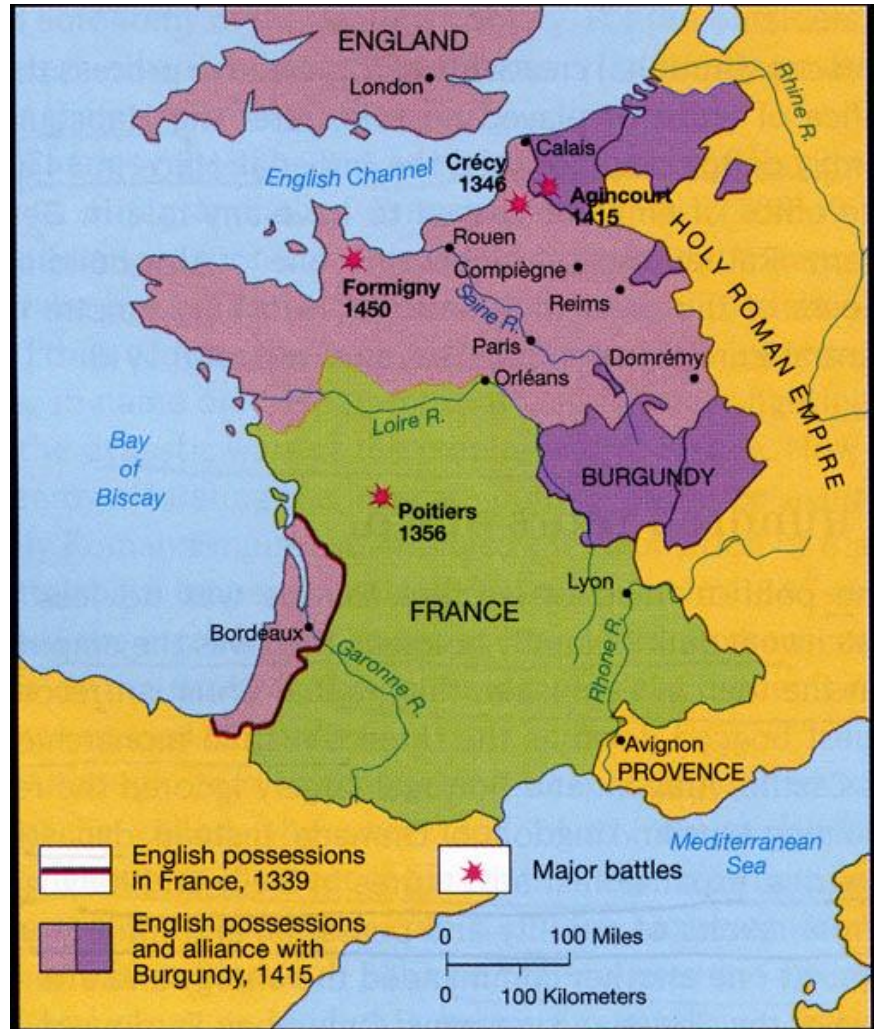 ENGLAND
London
Rhine R.
English Channel
Calais
Crécy
1346
Agincourt
1415
HOLY ROMAN EMPIRE
Rouen
Compiègne
Formigny
1450
Reims
Seine R.
Paris
Domrémy
Orléans
Loire R.
Bay
of
Biscay
BURGUNDY
Poitiers
1356
Lyon
FRANCE
Bordeaux
Garonne R.
Rhone R.
Avignon
PROVENCE
Mediterranean
Sea
English possessions
in France, 1339
Major battles
English possessions
and alliance with
Burgundy, 1415
0 100 Miles
0 100 Kilometers